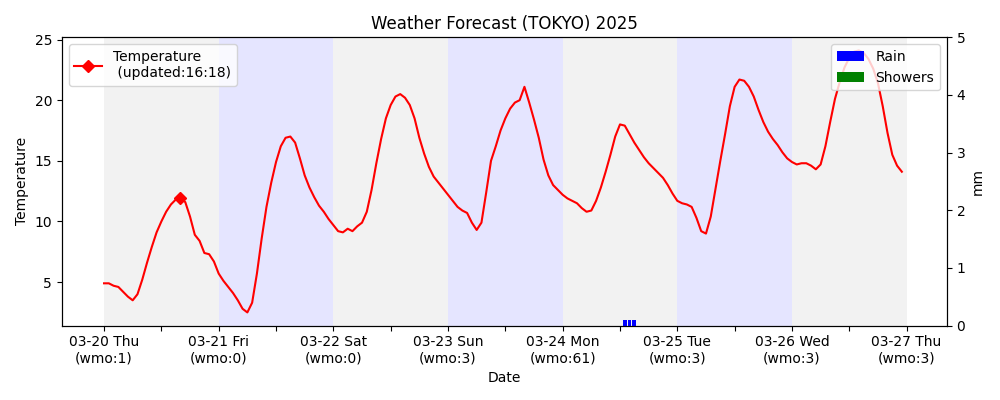 Weather Forecast (TOKYO) 2025
Temperature
(updated:16:18)
Rain
Showers
25
20
15
10
5
Temperature
5
4
3
2
1
0
mm
03-20 Thu
(wmo:1)
03-21 Fri
(wmo:0)
03-22 Sat
(wmo:0)
03-23 Sun
(wmo:3)
03-24 Mon
(wmo:61)
03-25 Tue
(wmo:3)
03-26 Wed
(wmo:3)
03-27 Thu
(wmo:3)
Date